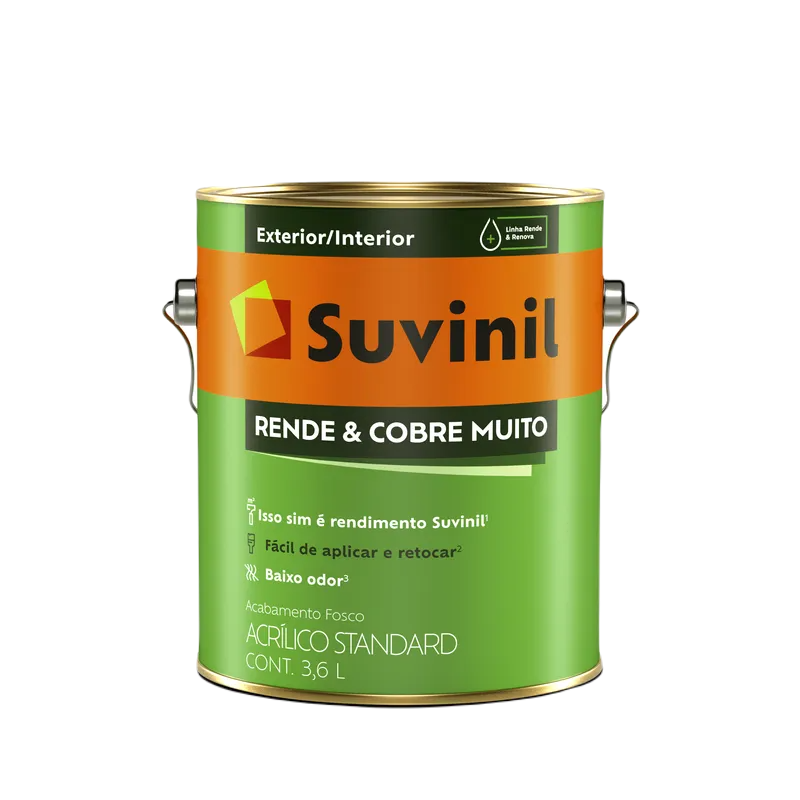 Exterior/Interior
Linha Rende
& Renova
Suvinil
RENDE & COBRE MUITO
m²
Isso sim é rendimento Suvinil¹
Fácil de aplicar e retocar²
Baixo odor³
Acabamento Fosco
ACRÍLICO STANDARD
CONT. 3,6 L